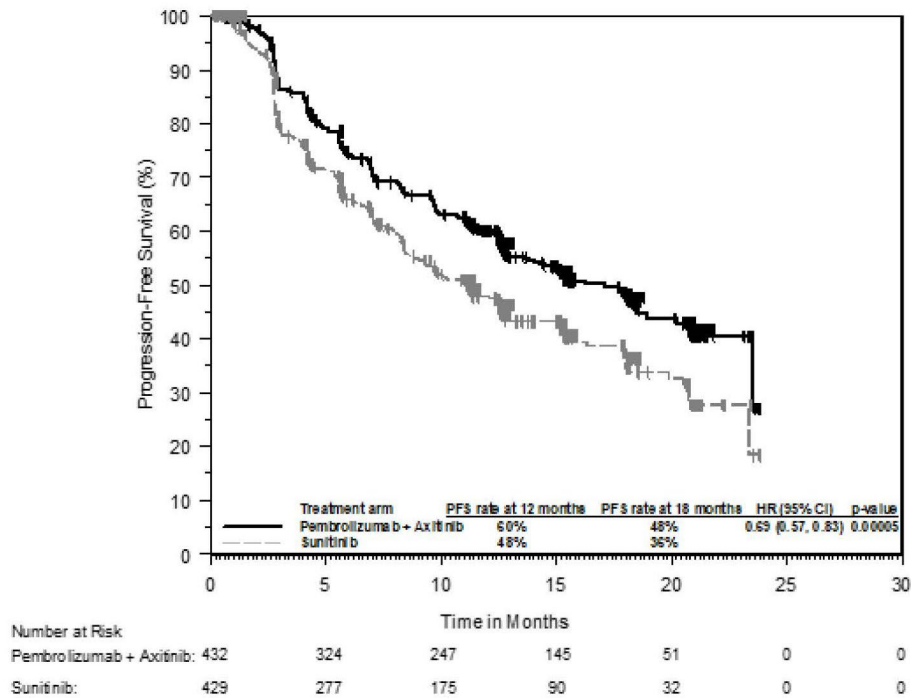 100
90
80
70
60
50
40
30
20
10
0
Progression-Free Survival (%)
Treatment arm PFS rate at 12 months PFS rate at 18 months HR (95% CI) p-value
Pembrolizumab + Axitinib 60% 48% 0.69 (0.57, 0.83) 0.00005
Sunitinib 48% 36%
0 5 10 15 20 25 30
Time in Months
Number at Risk
Pembrolizumab + Axitinib: 432 324 247 145 51 0 0
Sunitinib: 429 277 175 90 32 0 0